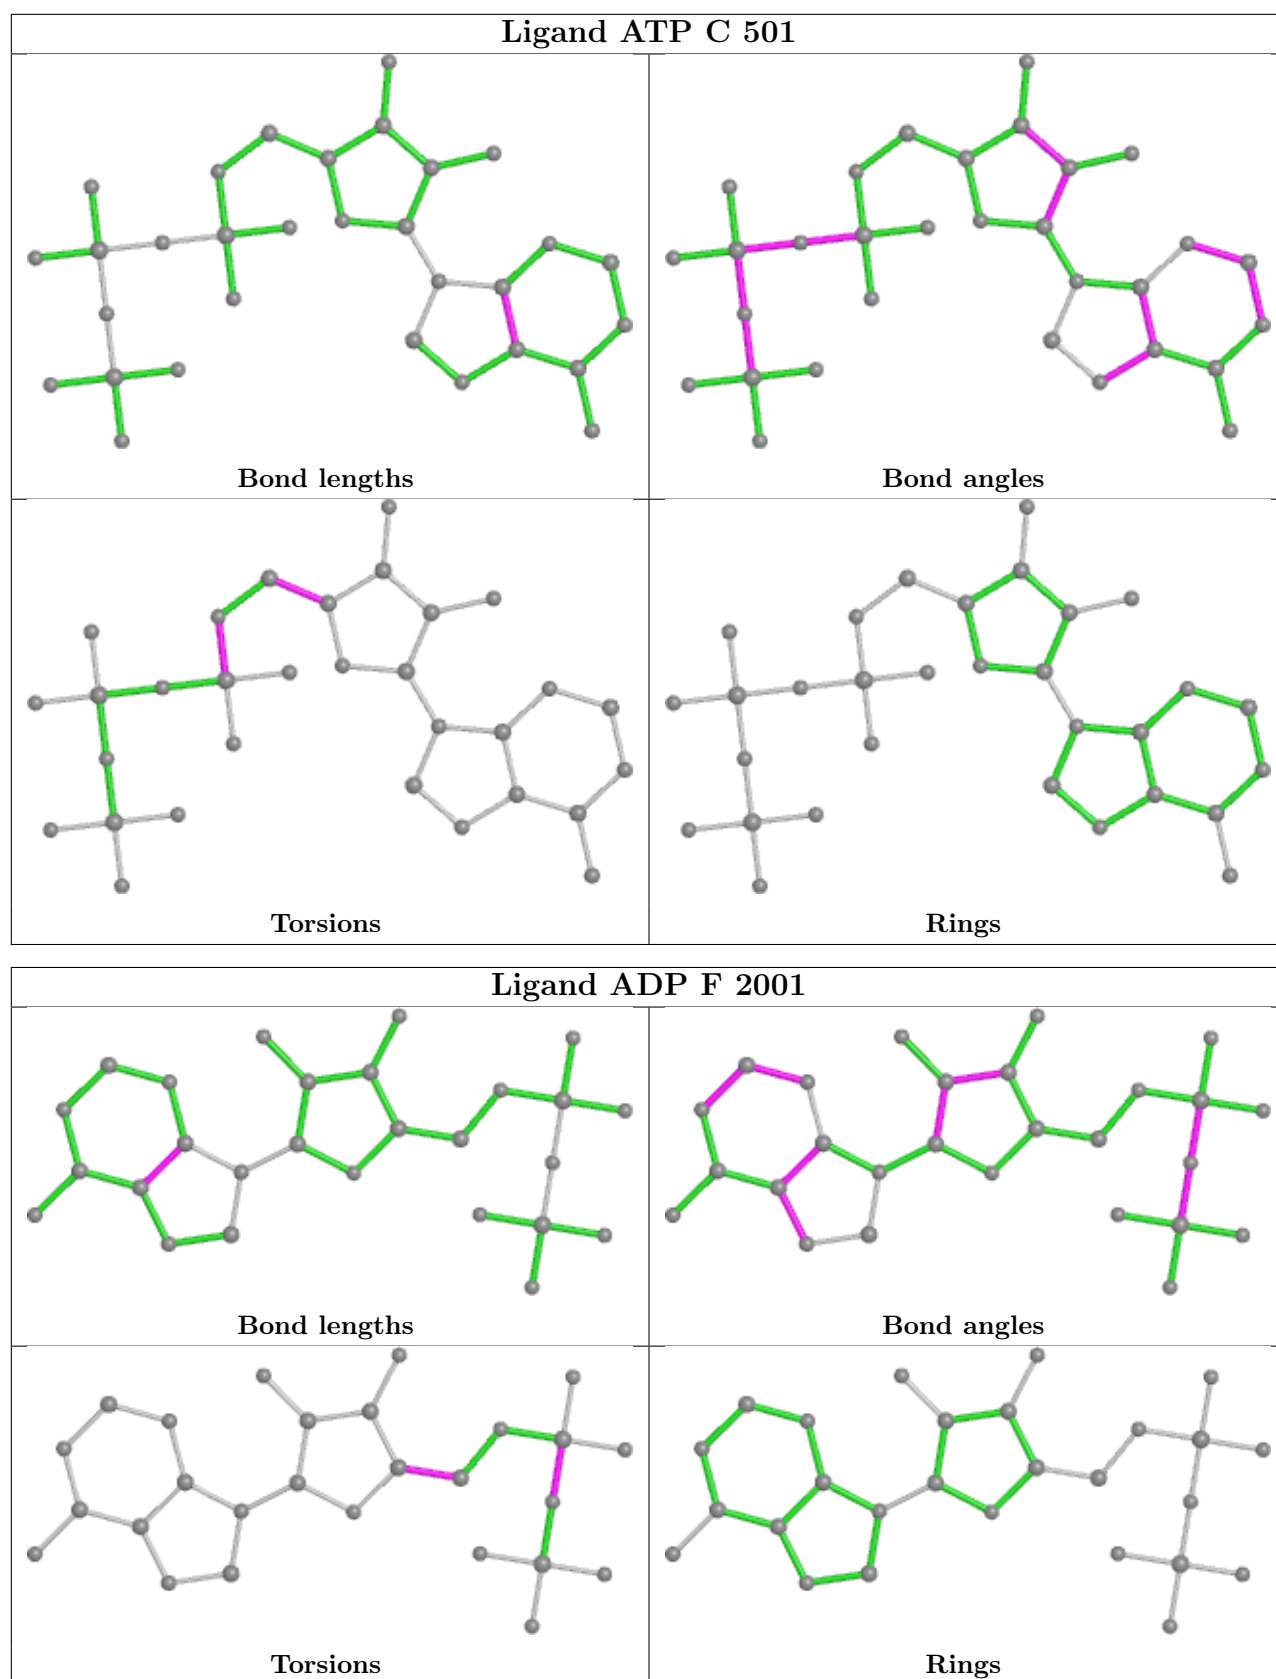 Ligand ATP C 501
Bond lengths
Bond angles
Torsions
Rings
Ligand ADP F 2001
Bond lengths
Bond angles
Torsions
Rings